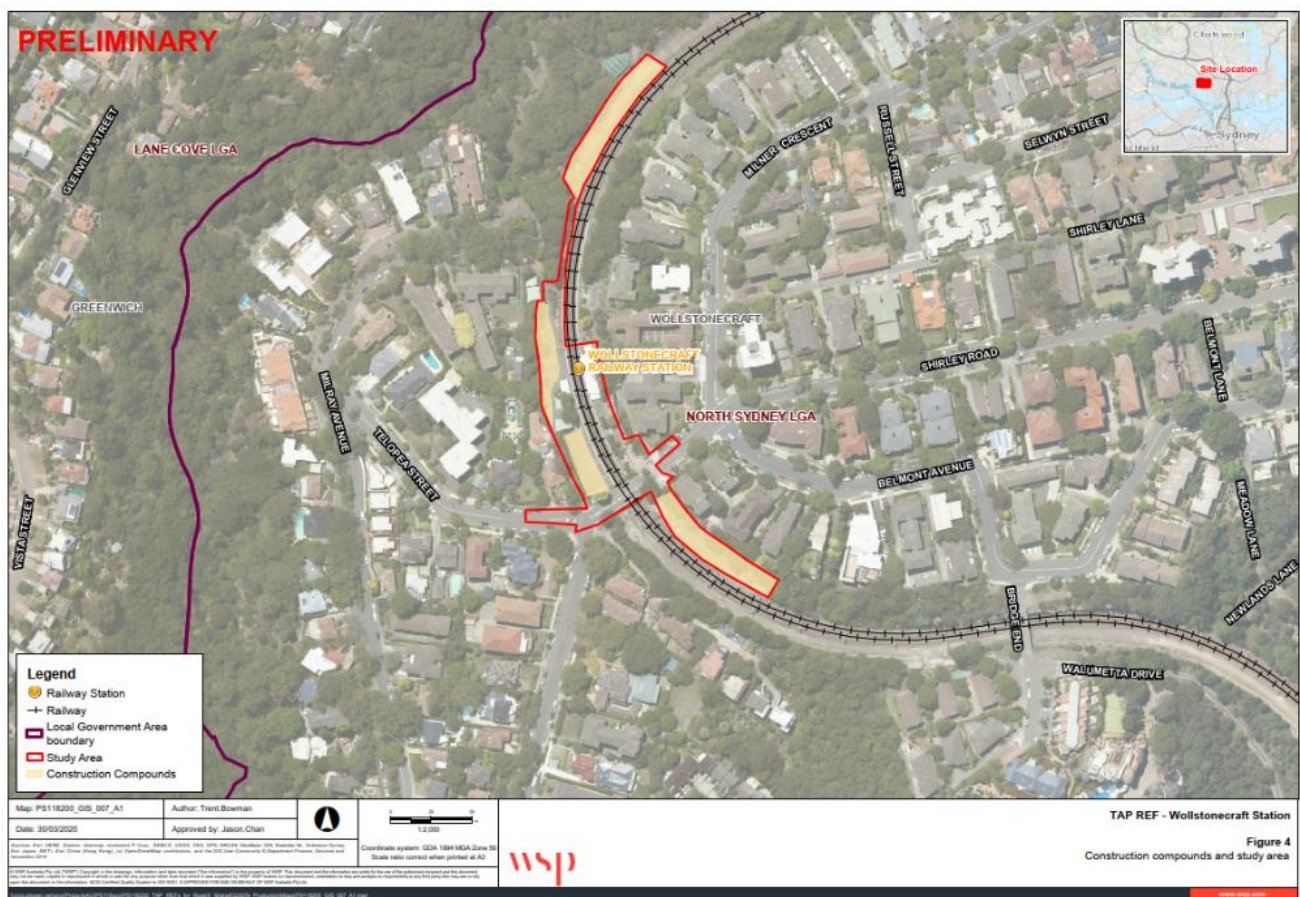 PRELIMINARY
Chatswood
Site Location
Sydney
GLENVIEW STREET
LANE COVE LGA
MILNER CRESCENT
RUSSELL STREET
SELWYN STREET
SHIRLEY LANE
GREENWICH
WOLLSTONECRAFT
WOLLSTONECRAFT
RAILWAY STATION
SHIRLEY ROAD
BELMONT LANE
MILRAY AVENUE
NORTH SYDNEY LGA
TELOPEA STREET
BELMONT AVENUE
VISTA STREET
MEADOW LANE
NEWLANDS LANE
BRIDGE END
WALUMETTA DRIVE
Legend
Railway Station
Railway
Local Government Area
boundary
Study Area
Construction Compounds
Map: PS118200_GIS_007_A1
Author: Trent.Bowman
Date: 30/03/2020
Approved by: Jason.Chan
1:2,000
Coordinate system: GDA 1994 MGA Zone 56
Scale ratio correct when printed at A3
wsp
TAP REF - Wollstonecraft Station
Figure 4
Construction compounds and study area
www.wsp.com